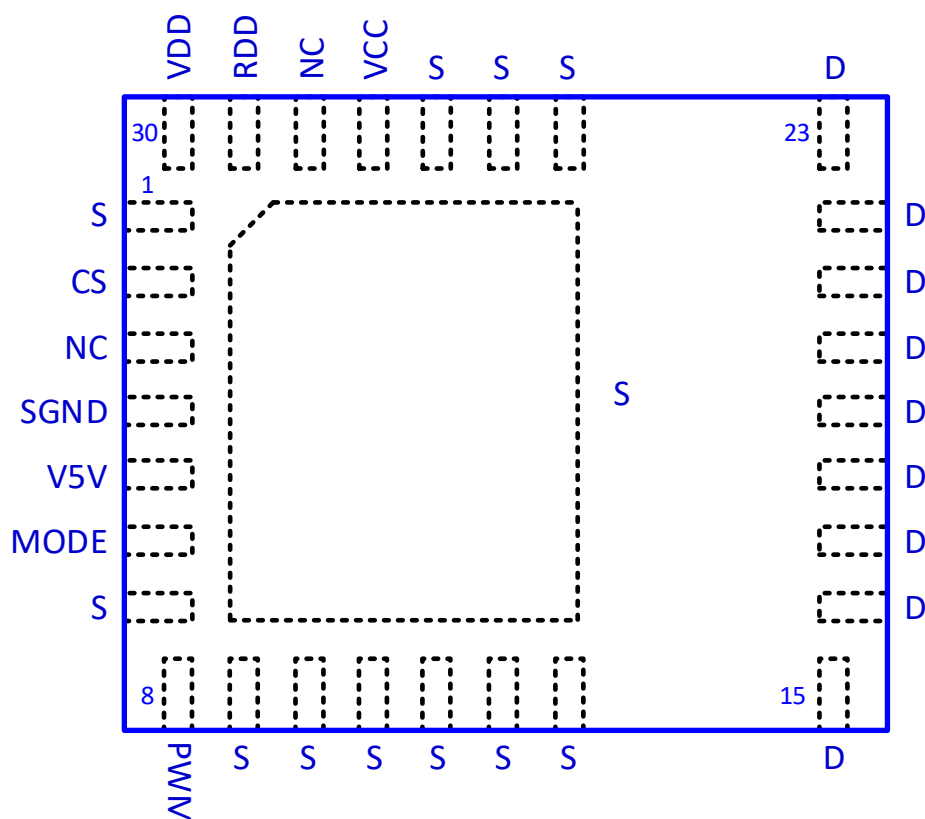 VDD RDD NC VCC S S S D
30 23
1
S D
CS D
NC D
S
SGND D
V5V D
MODE D
S D
8 15
PWM S S S S S S D